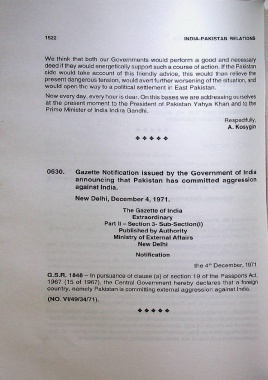 1522 INDIA-PAKISTAN RELATIONS
We think that both our Governments would perform a good and necessary
deed if they would energetically support such a course of action. If the Pakistan
side would take account of this friendly advice, this would then relieve the
present dangerous tension, would avert further worsening of the situation, and
would open the way to a political settlement in East Pakistan.
Now every day, every hour is dear. On this bases we are addressing ourselves
at the present moment to the President of Pakistan Yahya Khan and to the
Prime Minister of India Indira Gandhi.
Respectfully,
A. Kosygin
0630. Gazette Notification issued by the Government of India
announcing that Pakistan has committed aggression
against India.
New Delhi, December 4, 1971.
The Gazette of India
Extraordinary
Part II – Section 3- Sub-Section(i)
Published by Authority
Ministry of External Affairs
New Delhi
Notification
the 4th December, 1971
G.S.R. 1848 – In pursuance of clause (a) of section 19 of the Passports Act,
1967 (15 of 1967), the Central Government hereby declares that a foreign
country, namely Pakistan is committing external aggression against India.
(NO. VI/49/34/71).